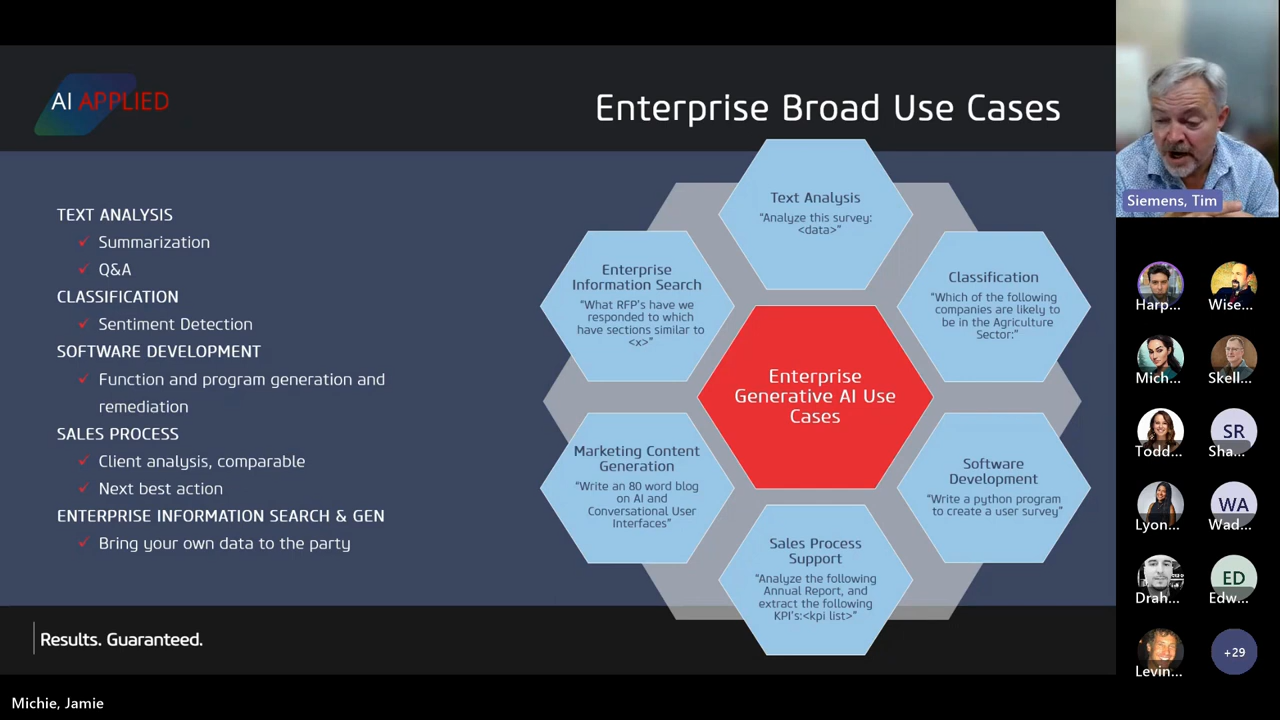 AI APPLIED
Enterprise Broad Use Cases
TEXT ANALYSIS
✓ Summarization
✓ Q&A
CLASSIFICATION
✓ Sentiment Detection
SOFTWARE DEVELOPMENT
✓ Function and program generation and
remediation
SALES PROCESS
✓ Client analysis, comparable
✓ Next best action
ENTERPRISE INFORMATION SEARCH & GEN
✓ Bring your own data to the party
Text Analysis
“Analyze this survey:
<data>”
Enterprise
Information Search
“What RFP’s have we
responded to which
have sections similar to
<x>”
Classification
“Which of the following
companies are likely to
be in the Agriculture
Sector:”
Enterprise
Generative AI Use
Cases
Marketing Content
Generation
“Write an 80 word blog
on AI and
Conversational User
Interfaces”
Software
Development
“Write a python program
to create a user survey”
Sales Process
Support
“Analyze the following
Annual Report, and
extract the following
KPI’s:<kpi list>”
Results. Guaranteed.
Michie, Jamie
Siemens, Tim
Harp...
Wise...
Mich...
Skell...
Todd...
SR
Sha...
Lyon...
WA
Wad...
Drah...
ED
Edw...
Levin...
+29